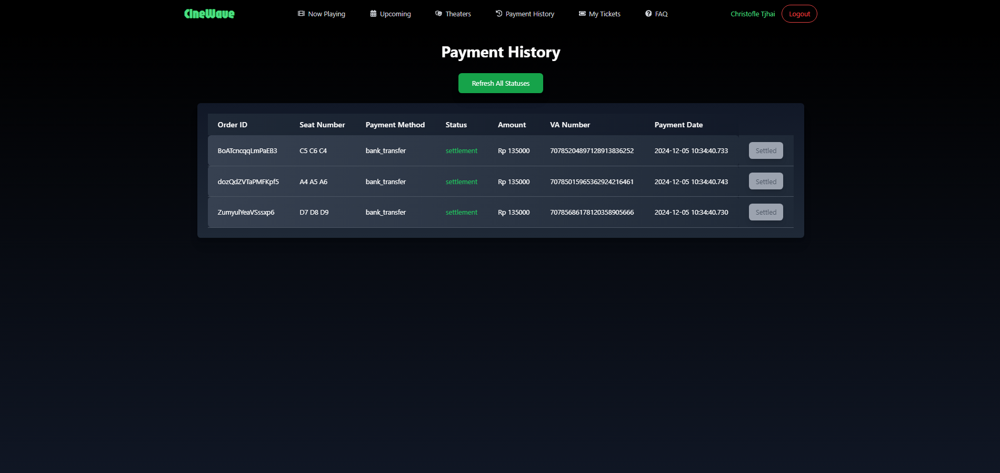 CineWave Now Playing Upcoming Theaters Payment History My Tickets FAQ Christofle Tjhai Logout
Payment History
Refresh All Statuses
Order ID Seat Number Payment Method Status Amount VA Number Payment Date
BoATcncqqLmPaEB3 C5 C6 C4 bank_transfer settlement Rp 135000 70785204897128913836252 2024-12-05 10:34:40.733 Settled
dozQdZVTaPMFKpf5 A4 A5 A6 bank_transfer settlement Rp 135000 70785015965362924216461 2024-12-05 10:34:40.743 Settled
ZumyulYeaVSssxp6 D7 D8 D9 bank_transfer settlement Rp 135000 70785686178120358905666 2024-12-05 10:34:40.730 Settled